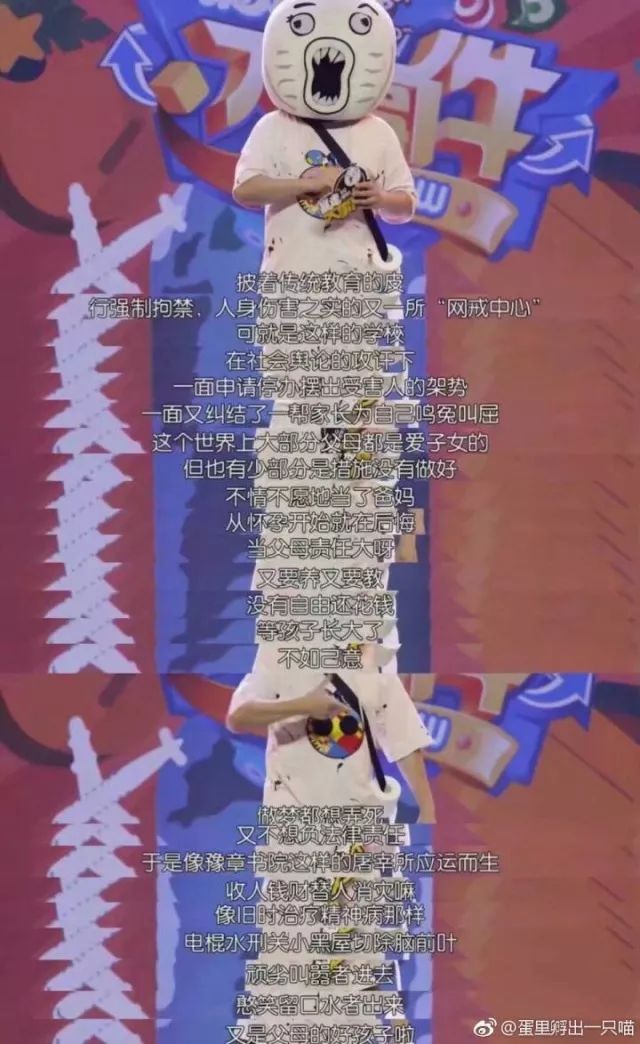 披着传统教育的皮
行强制拘禁，人身伤害之实的又一所“网戒中心”
可就是这样的学校
在社会舆论的攻讦下
一面申请停办摆出受害人的架势
一面又纠结了一帮家长为自己鸣冤叫屈
这个世界上大部分父母都是爱子女的
但也有少部分是措施没有做好
不情不愿地当了爸妈
从怀孕开始就在后悔
当父母责任大呀
又要养又要教
没有自由还花钱
等孩子长大了
不如己意
做梦都想弄死
又不想负法律责任
于是像豫章书院这样的屠宰所应运而生
收人钱财替人消灾嘛
像旧时治疗精神病那样
电棍水刑关小黑屋切除脑前叶
顽劣叫嚣者进去
憨笑留口水者出来
又是父母的好孩子啦
@蛋里孵出一只喵